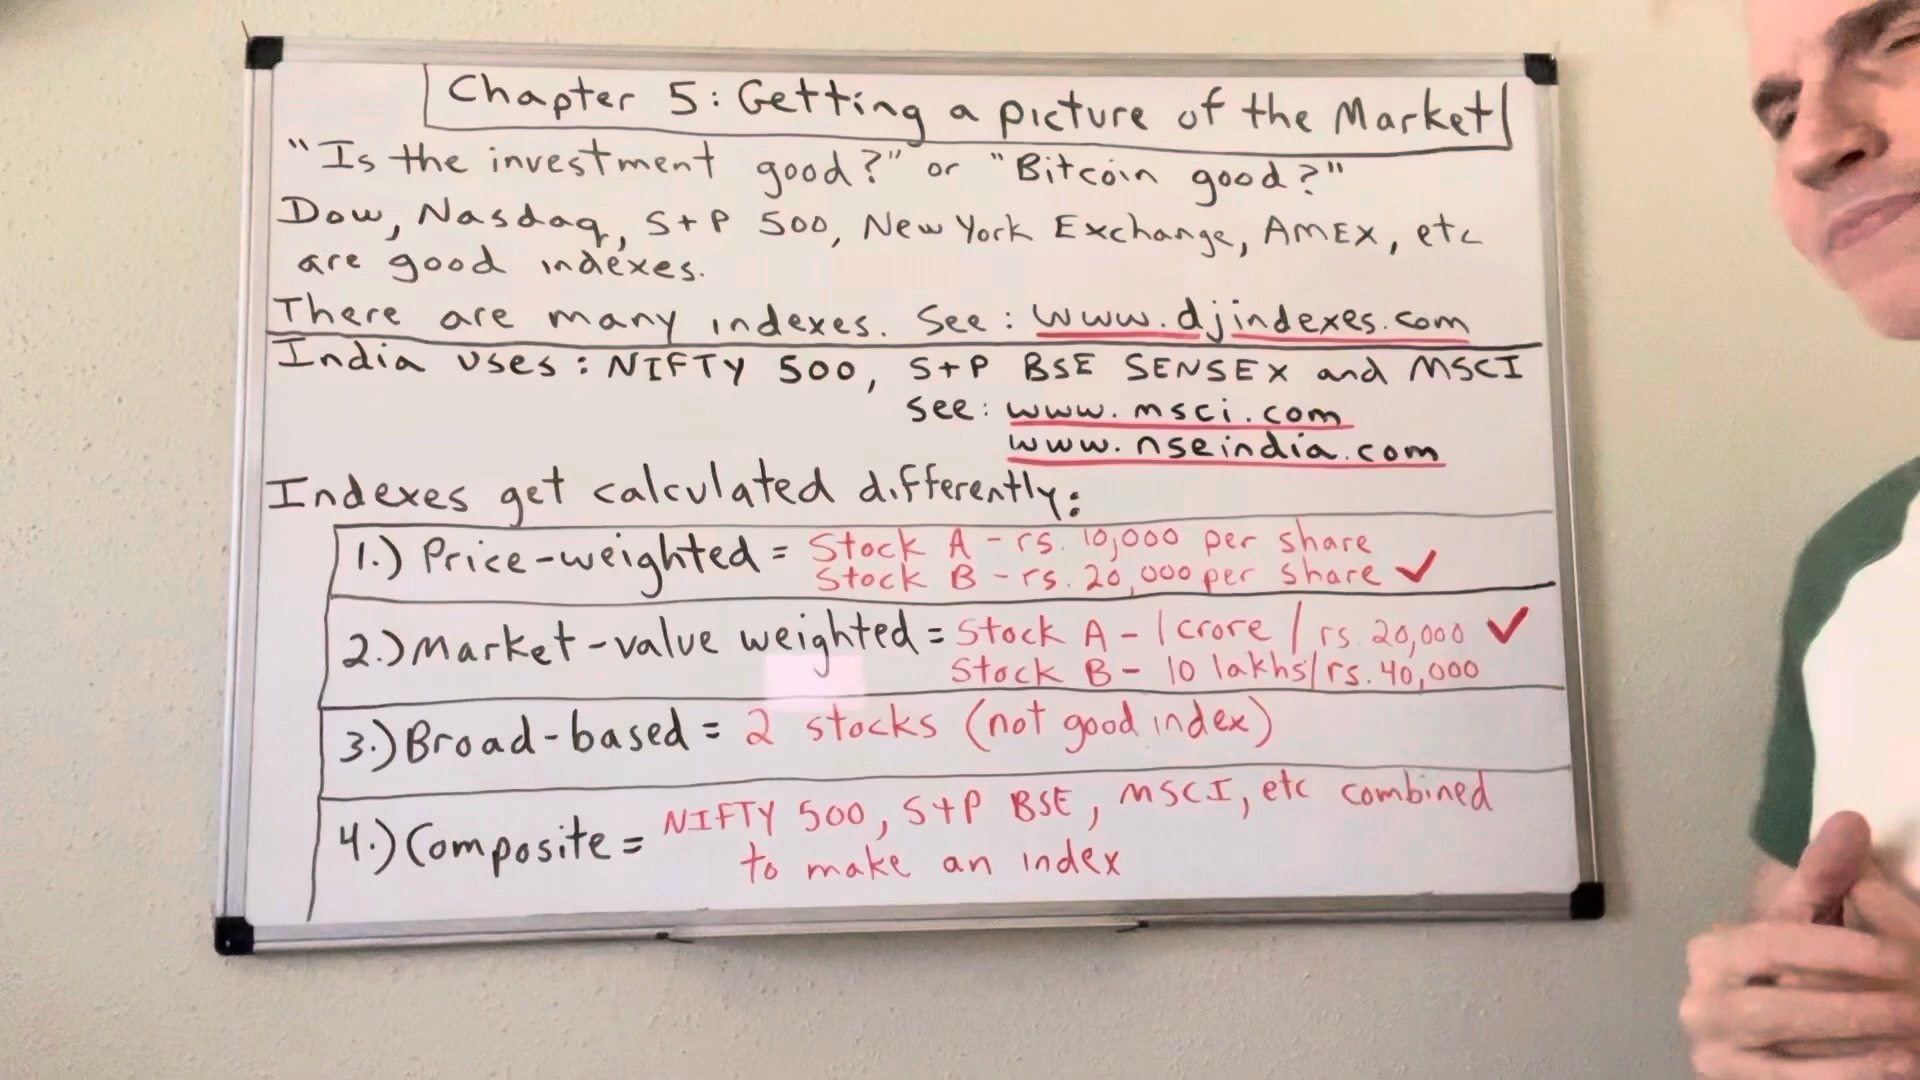 Chapter 5: Getting a picture of the Market
"Is the investment good?" or "Bitcoin good?"
Dow, Nasdaq, S+P 500, New York Exchange, AMEX, etc
are good indexes.
There are many indexes. See: www.djindexes.com
India uses: NIFTY 500, S+P BSE SENSEX and MSCI
see: www.msci.com
www.nseindia.com
Indexes get calculated differently:
1.) Price-weighted = Stock A - rs. 10,000 per share
Stock B - rs. 20,000 per share ✓
2.) Market-value weighted = Stock A - 1 crore / rs. 20,000 ✓
Stock B - 10 lakhs/rs. 40,000
3.) Broad-based = 2 stocks (not good index)
4.) Composite = NIFTY 500, S+P BSE, MSCI, etc combined
to make an index